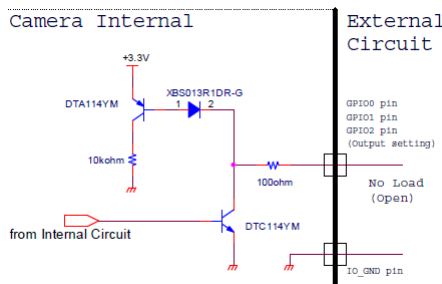 Camera Internal
External
Circuit
+3.3V
XBS013R1DR-G
DTA114YM
1
2
GPIO0 pin
GPIO1 pin
GPIO2 pin
(Output setting)
10kohm
100ohm
No Load
(Open)
from Internal Circuit
DTC114YM
IO_GND pin